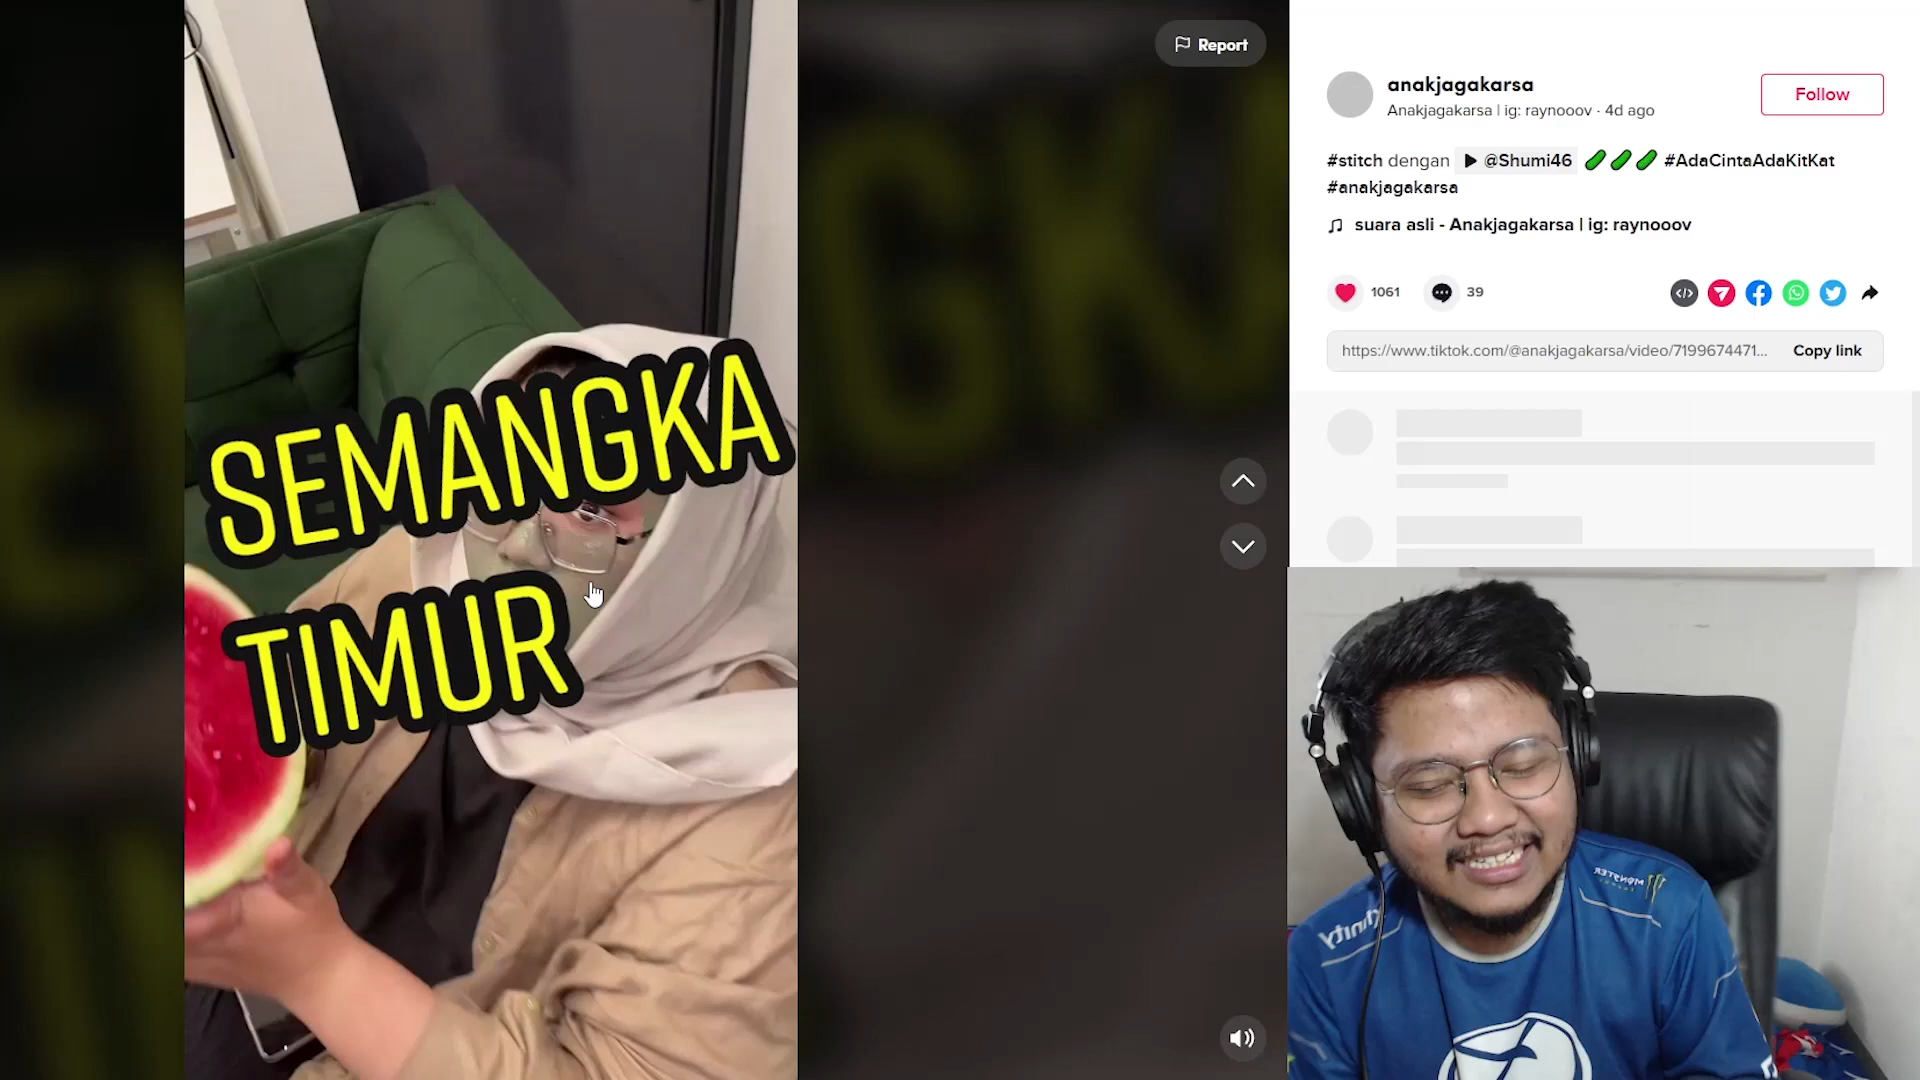 SEMANGKA
TIMUR
Report
anakjagakarsa
Anakjagakarsa | ig: raynooov · 4d ago
Follow
#stitch dengan ▶ @Shumi46 🥒🥒🥒 #AdaCintaAdaKitKat
#anakjagakarsa
♫ suara asli - Anakjagakarsa | ig: raynooov
1061
39
https://www.tiktok.com/@anakjagakarsa/video/7199674471...
Copy link